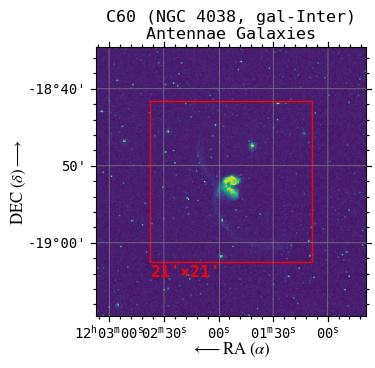 C60 (NGC 4038, gal-Inter)
Antennae Galaxies
-18°40'
50'
-19°00'
DEC (δ) ⟶
21'×21'
12ʰ03ᵐ00ˢ 02ᵐ30ˢ 00ˢ 01ᵐ30ˢ 00ˢ
⟵ RA (α)